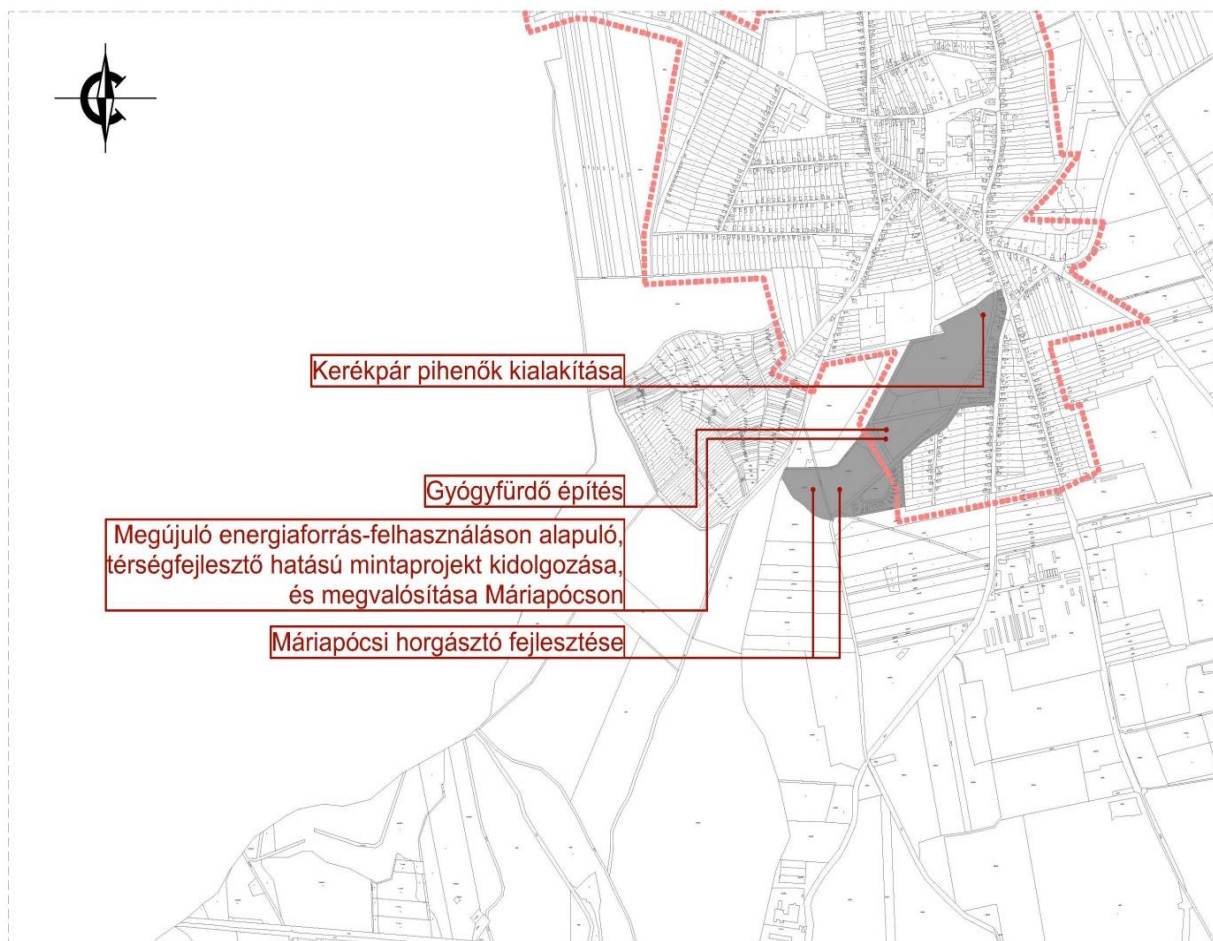 Kerékpár pihenők kialakítása
Gyógyfürdő építés
Megújuló energiaforrás-felhasználáson alapuló,
térségfejlesztő hatású mintaprojekt kidolgozása,
és megvalósítása Máriapócson
Máriapócsi horgásztó fejlesztése